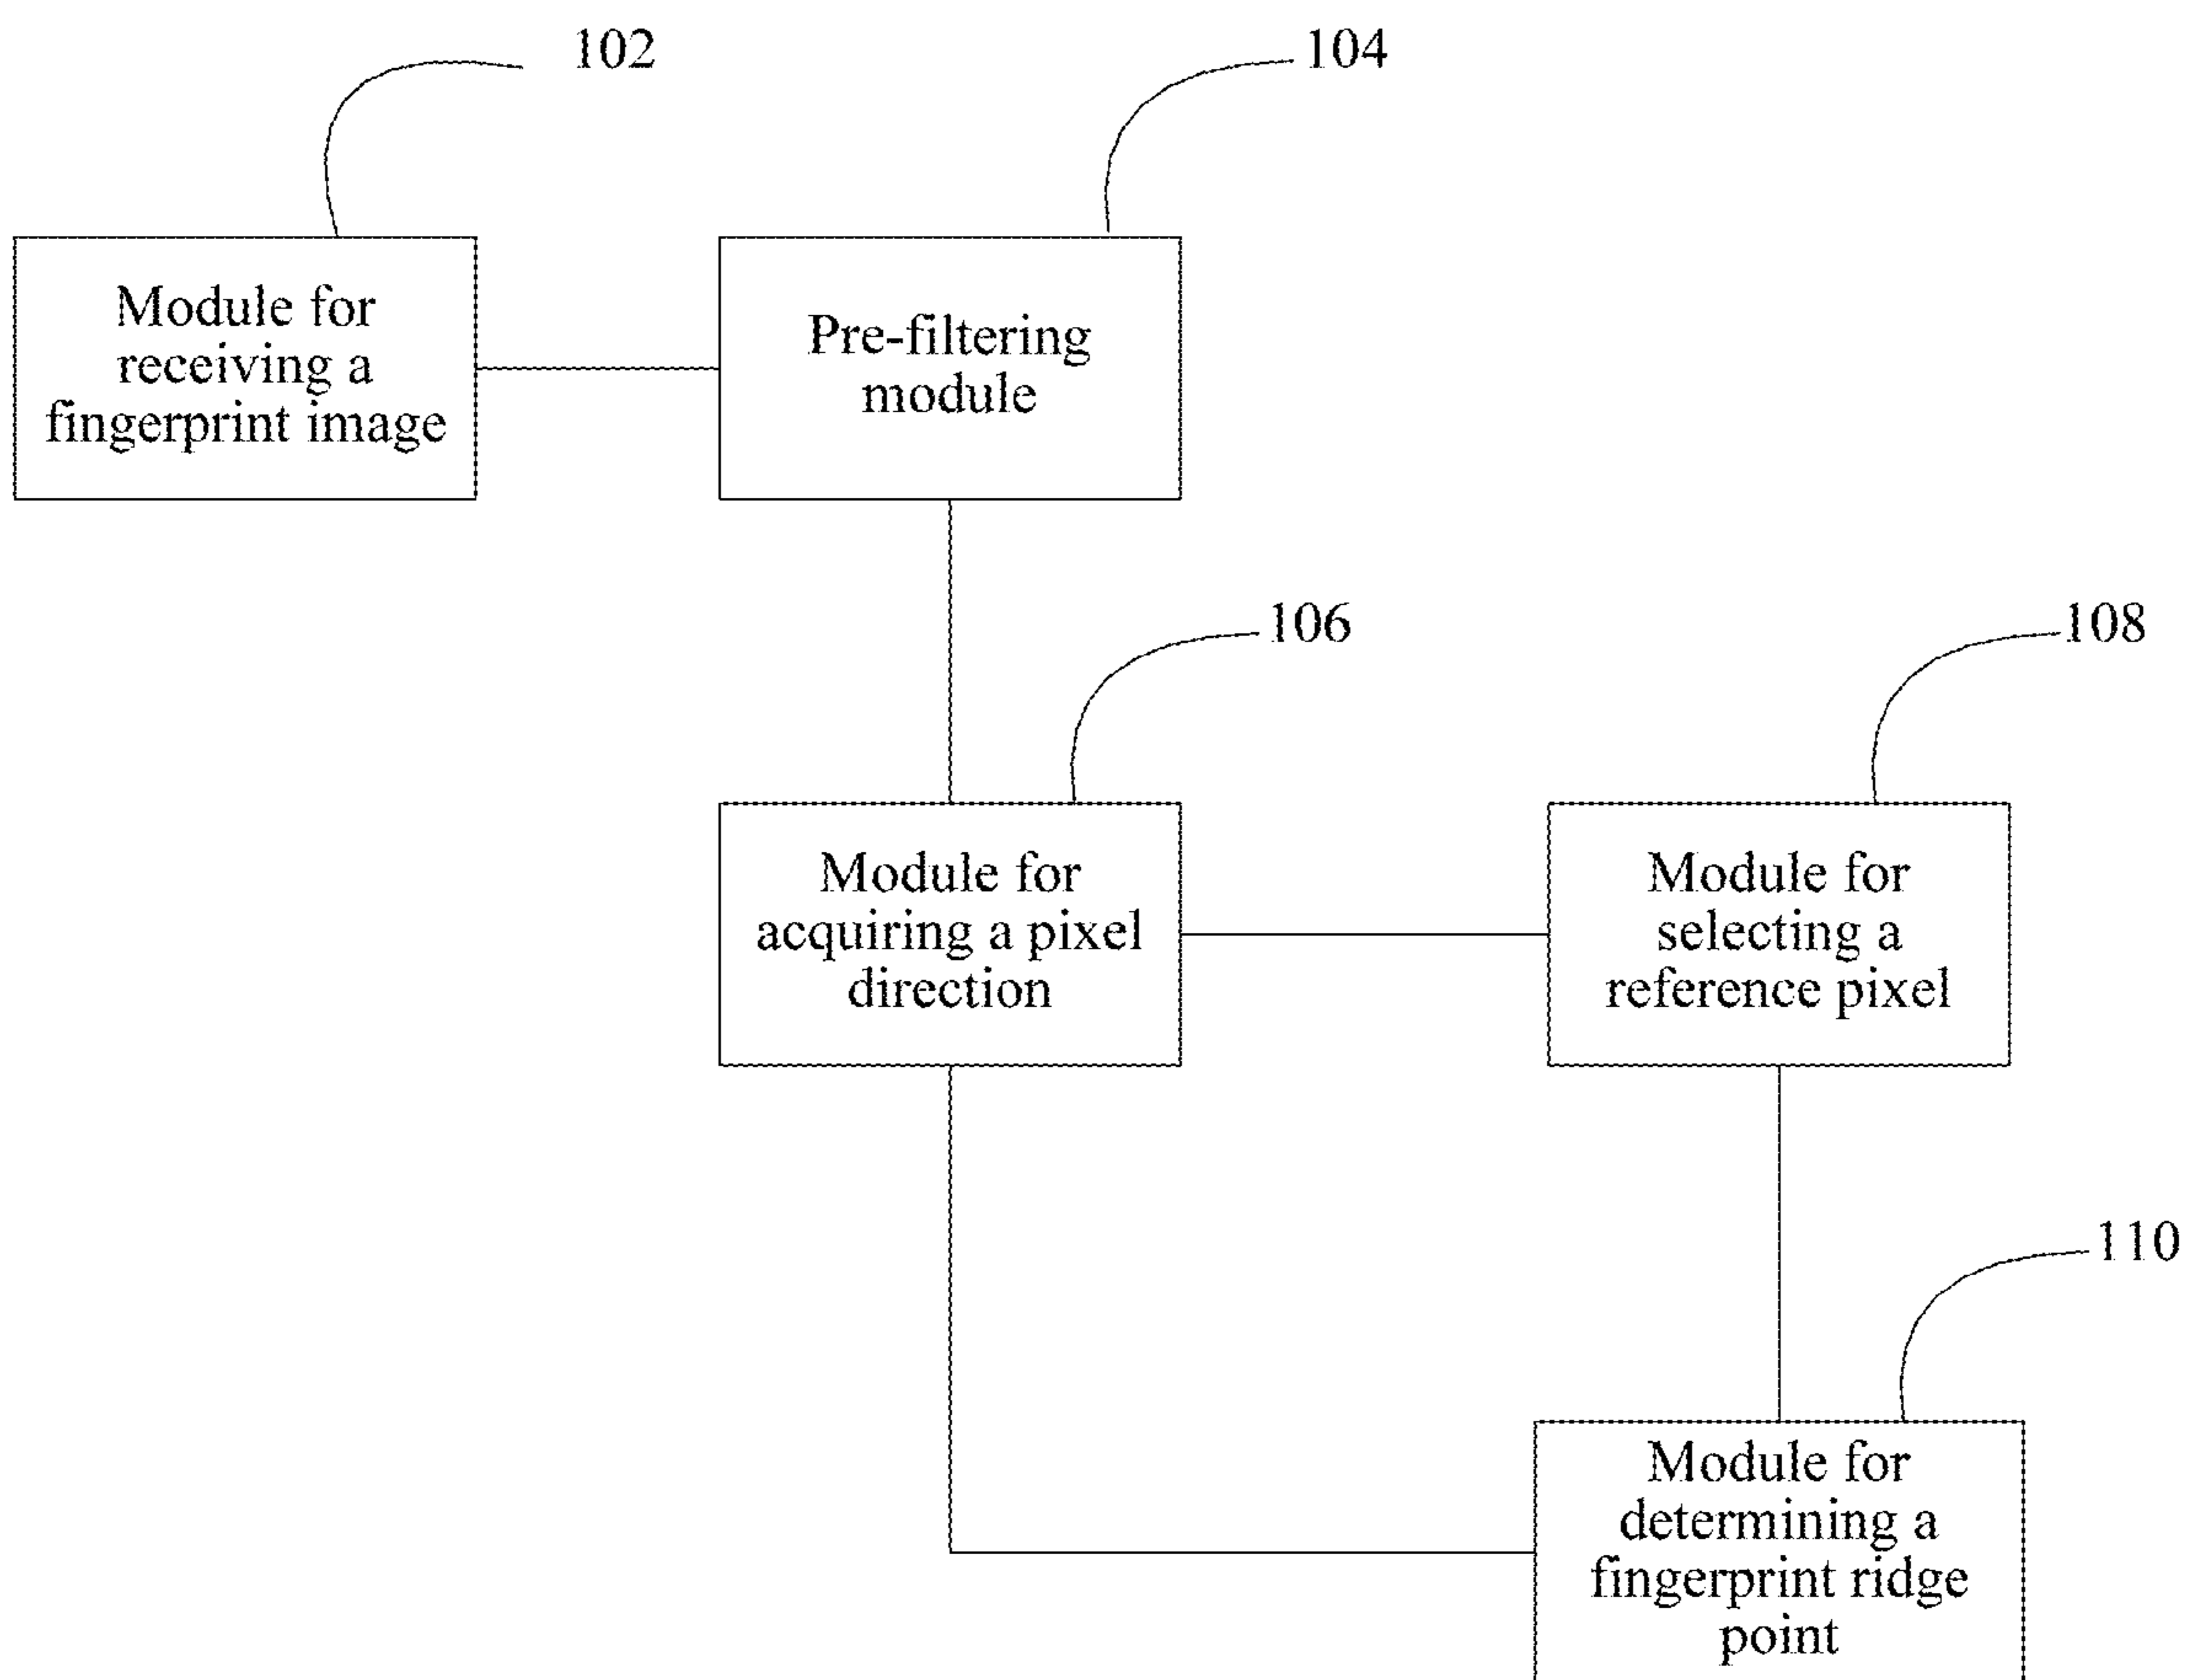 102
104
Module for
receiving a
fingerprint image
Pre-filtering
module
106
108
Module for
acquiring a pixel
direction
Module for
selecting a
reference pixel
110
Module for
determining a
fingerprint ridge
point